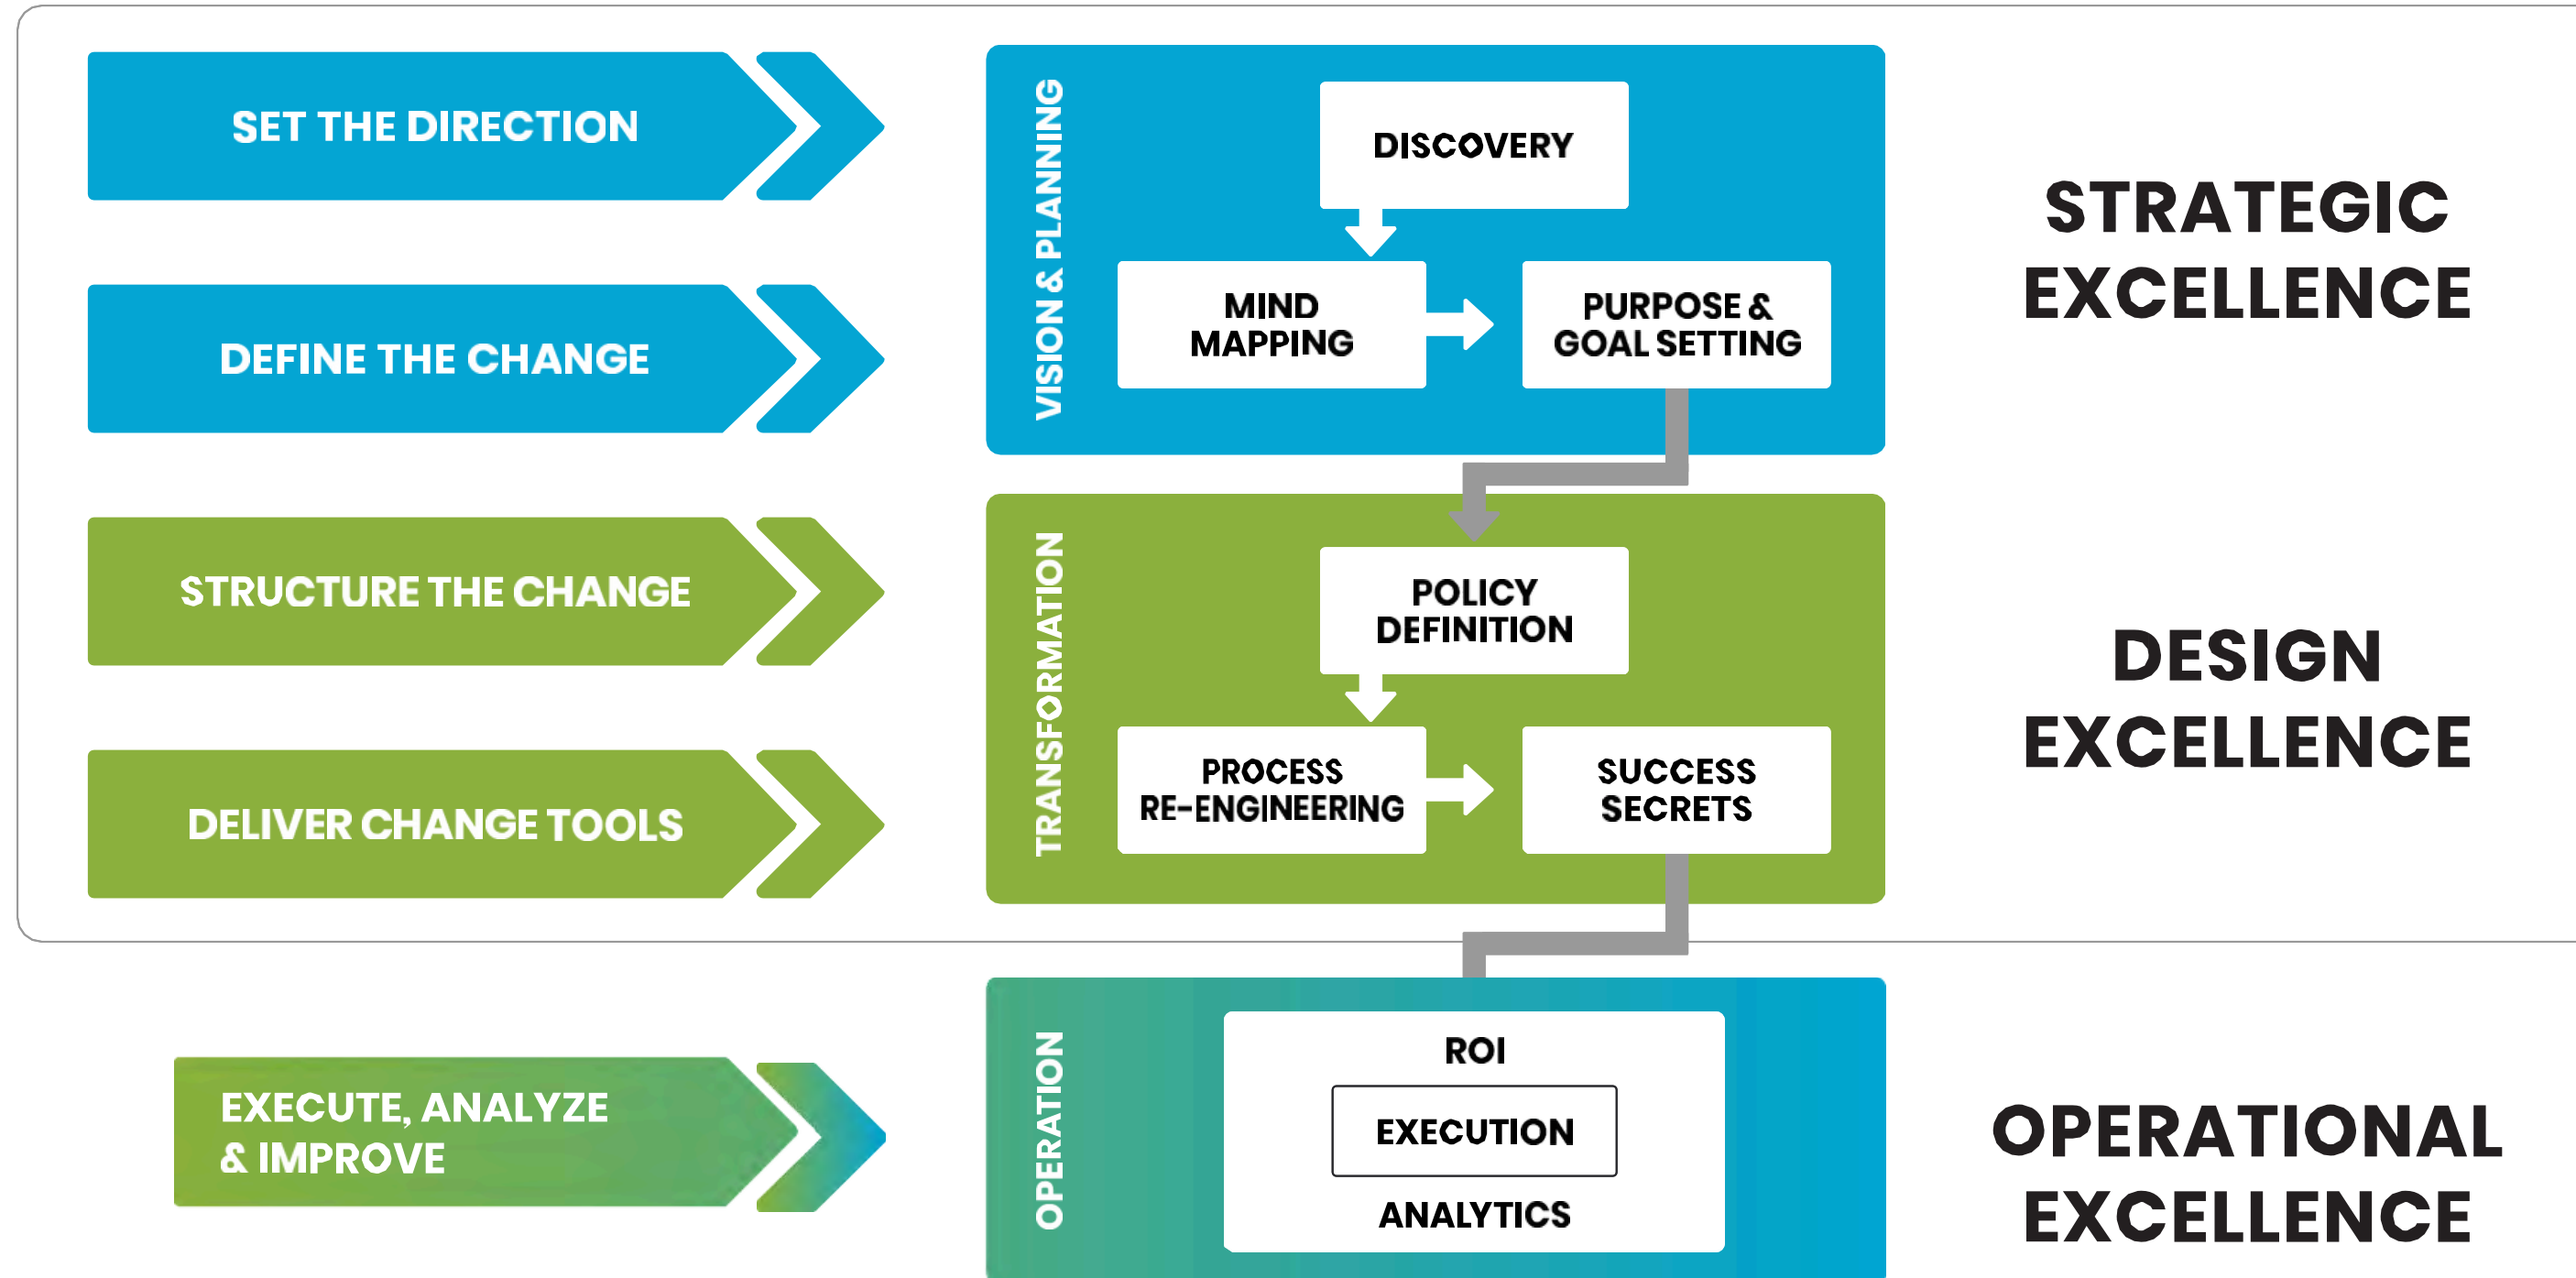 SET THE DIRECTION
DEFINE THE CHANGE
STRUCTURE THE CHANGE
DELIVER CHANGE TOOLS
EXECUTE, ANALYZE
& IMPROVE
VISION & PLANNING
DISCOVERY
MIND
MAPPING
PURPOSE &
GOAL SETTING
TRANSFORMATION
POLICY
DEFINITION
PROCESS
RE-ENGINEERING
SUCCESS
SECRETS
OPERATION
ROI
EXECUTION
ANALYTICS
STRATEGIC
EXCELLENCE
DESIGN
EXCELLENCE
OPERATIONAL
EXCELLENCE